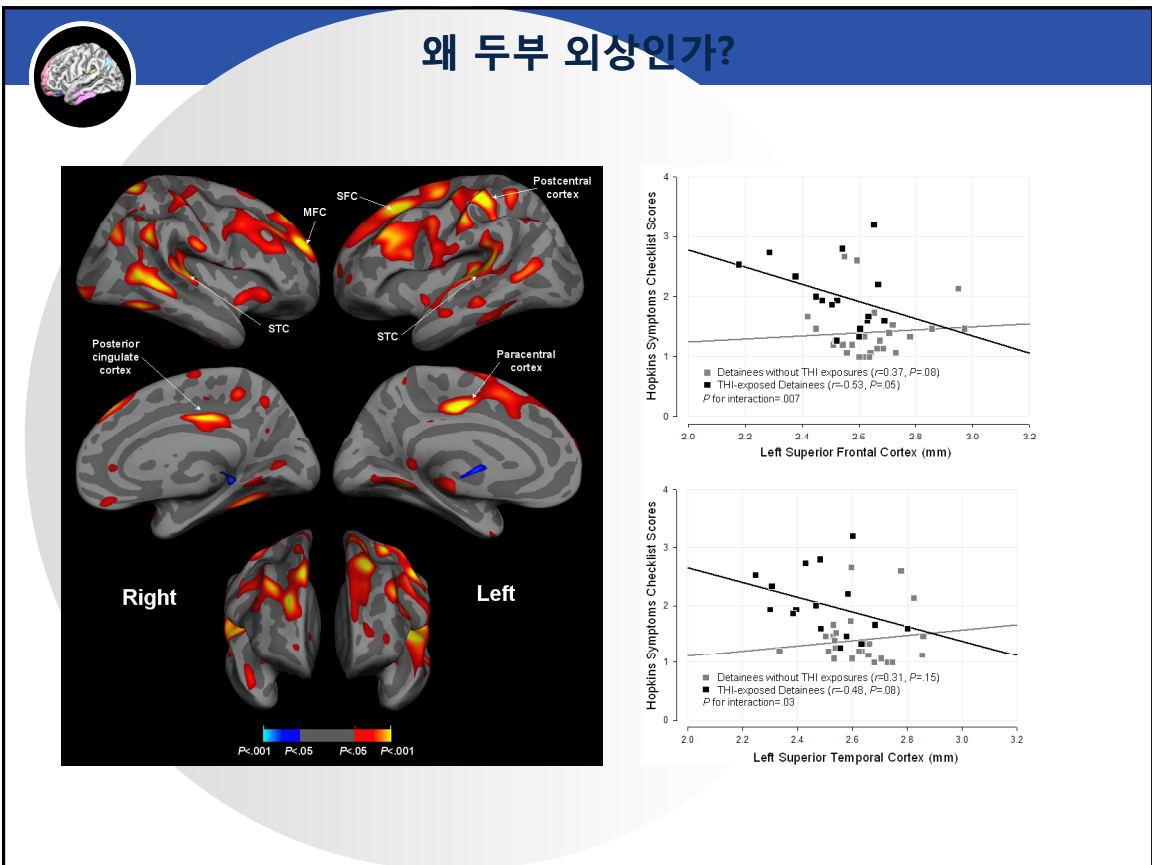 왜 두부 외상인가?
SFC
MFC
Postcentral
cortex
STC
STC
Posterior
cingulate
cortex
Paracentral
cortex
Right
Left
P<.001 P<.05 P<.05 P<.001
Hopkins Symptoms Checklist Scores
4
3
2
1
0
Detainees without THI exposures (r=0.37, P=.08)
THI-exposed Detainees (r=-0.53, P=.05)
P for interaction=.007
2.0 2.2 2.4 2.6 2.8 3.0 3.2
Left Superior Frontal Cortex (mm)
Hopkins Symptoms Checklist Scores
4
3
2
1
0
Detainees without THI exposures (r=0.31, P=.15)
THI-exposed Detainees (r=-0.48, P=.08)
P for interaction=.03
2.0 2.2 2.4 2.6 2.8 3.0 3.2
Left Superior Temporal Cortex (mm)